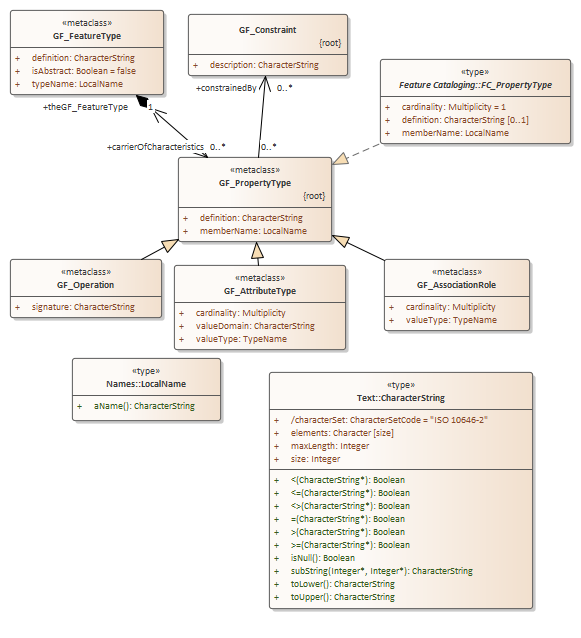 «metaclass»
GF_FeatureType
+ definition: CharacterString
+ isAbstract: Boolean = false
+ typeName: LocalName
GF_Constraint
{root}
+ description: CharacterString
«type»
Feature Cataloging::FC_PropertyType
+ cardinality: Multiplicity = 1
+ definition: CharacterString [0..1]
+ memberName: LocalName
+theGF_FeatureType 1
+constrainedBy 0..*
+carrierOfCharacteristics 0..*
0..*
«metaclass»
GF_PropertyType
{root}
+ definition: CharacterString
+ memberName: LocalName
«metaclass»
GF_Operation
+ signature: CharacterString
«metaclass»
GF_AttributeType
+ cardinality: Multiplicity
+ valueDomain: CharacterString
+ valueType: TypeName
«metaclass»
GF_AssociationRole
+ cardinality: Multiplicity
+ valueType: TypeName
«type»
Names::LocalName
+ aName(): CharacterString
«type»
Text::CharacterString
+ /characterSet: CharacterSetCode = "ISO 10646-2"
+ elements: Character [size]
+ maxLength: Integer
+ size: Integer
+ <(CharacterString*): Boolean
+ <=(CharacterString*): Boolean
+ <>(CharacterString*): Boolean
+ =(CharacterString*): Boolean
+ >(CharacterString*): Boolean
+ >=(CharacterString*): Boolean
+ isNull(): Boolean
+ subString(Integer*, Integer*): CharacterString
+ toLower(): CharacterString
+ toUpper(): CharacterString